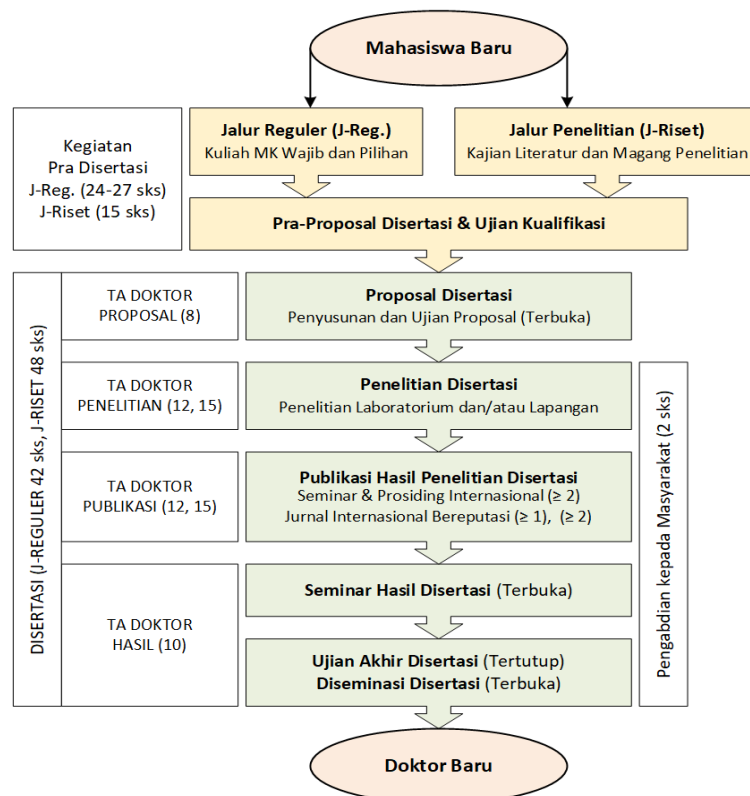 Mahasiswa Baru
Kegiatan
Pra Disertasi
J-Reg. (24-27 sks)
J-Riset (15 sks)
Jalur Reguler (J-Reg.)
Kuliah MK Wajib dan Pilihan
Jalur Penelitian (J-Riset)
Kajian Literatur dan Magang Penelitian
Pra-Proposal Disertasi & Ujian Kualifikasi
DISERTASI (J-REGULER 42 sks, J-RISET 48 sks)
TA DOKTOR
PROPOSAL (8)
Proposal Disertasi
Penyusunan dan Ujian Proposal (Terbuka)
TA DOKTOR
PENELITIAN (12, 15)
Penelitian Disertasi
Penelitian Laboratorium dan/atau Lapangan
TA DOKTOR
PUBLIKASI (12, 15)
Publikasi Hasil Penelitian Disertasi
Seminar & Prosiding Internasional (≥ 2)
Jurnal Internasional Bereputasi (≥ 1), (≥ 2)
TA DOKTOR
HASIL (10)
Seminar Hasil Disertasi (Terbuka)
Ujian Akhir Disertasi (Tertutup)
Diseminasi Disertasi (Terbuka)
Pengabdian kepada Masyarakat (2 sks)
Doktor Baru